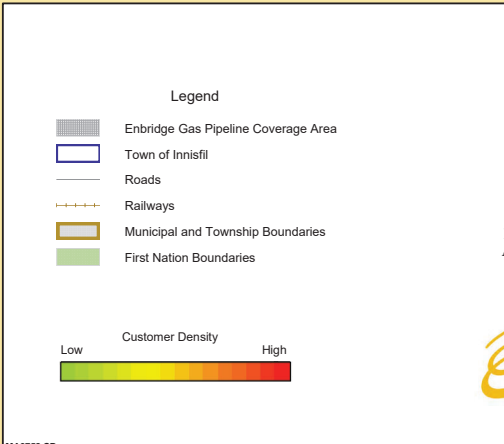 Legend
Enbridge Gas Pipeline Coverage Area
Town of Innisfil
Roads
Railways
Municipal and Township Boundaries
First Nation Boundaries
Customer Density
Low High